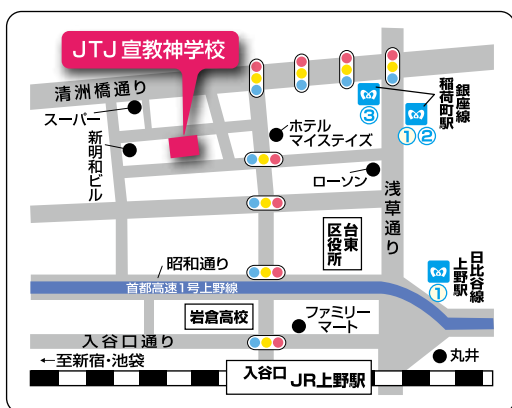 JTJ宣教神学校
清洲橋通り
スーパー
新明和ビル
ホテル
マイステイズ
ローソン
③
①②
銀座線
稲荷町駅
浅草通り
台東
区役所
日比谷線
上野駅
①
昭和通り
首都高速1号上野線
岩倉高校
ファミリー
マート
入谷口通り
←至新宿・池袋
丸井
入谷口 JR上野駅